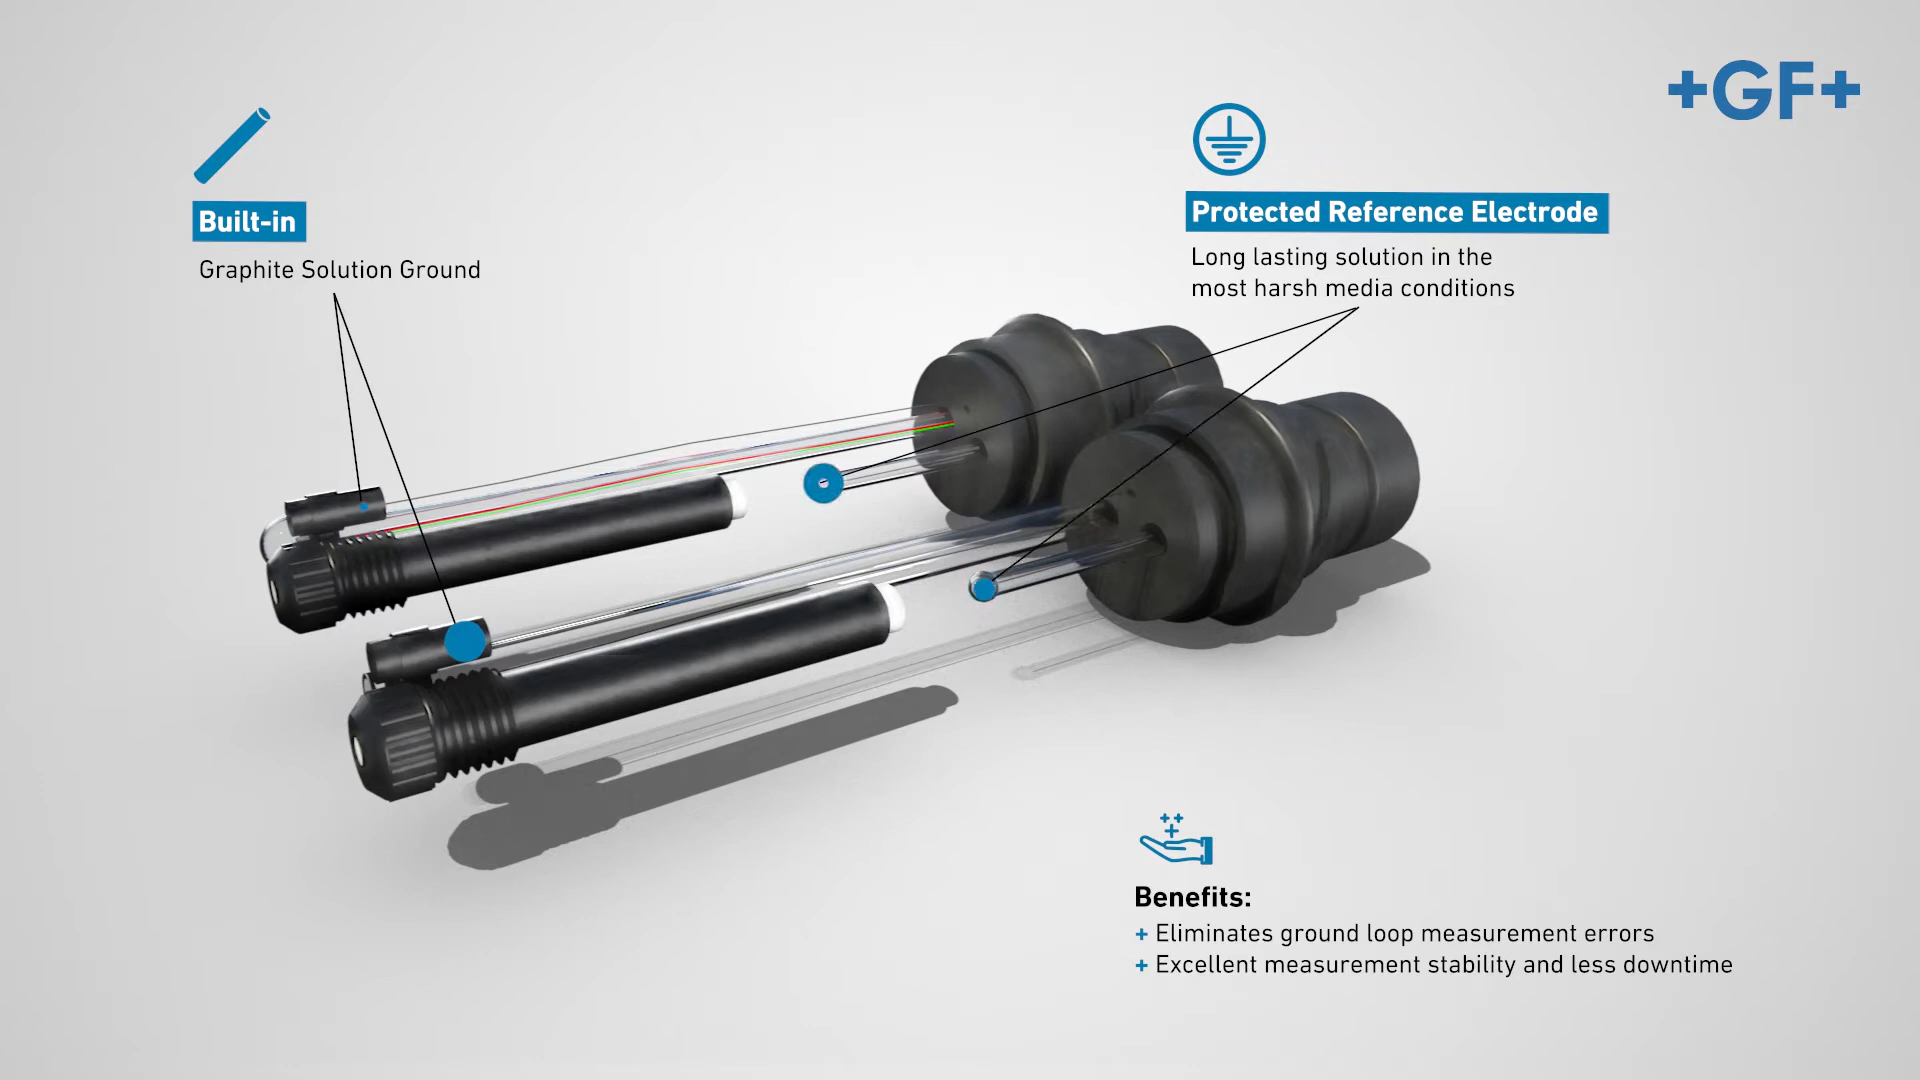 +GF+
Built-in
Graphite Solution Ground
Protected Reference Electrode
Long lasting solution in the
most harsh media conditions
Benefits:
+ Eliminates ground loop measurement errors
+ Excellent measurement stability and less downtime